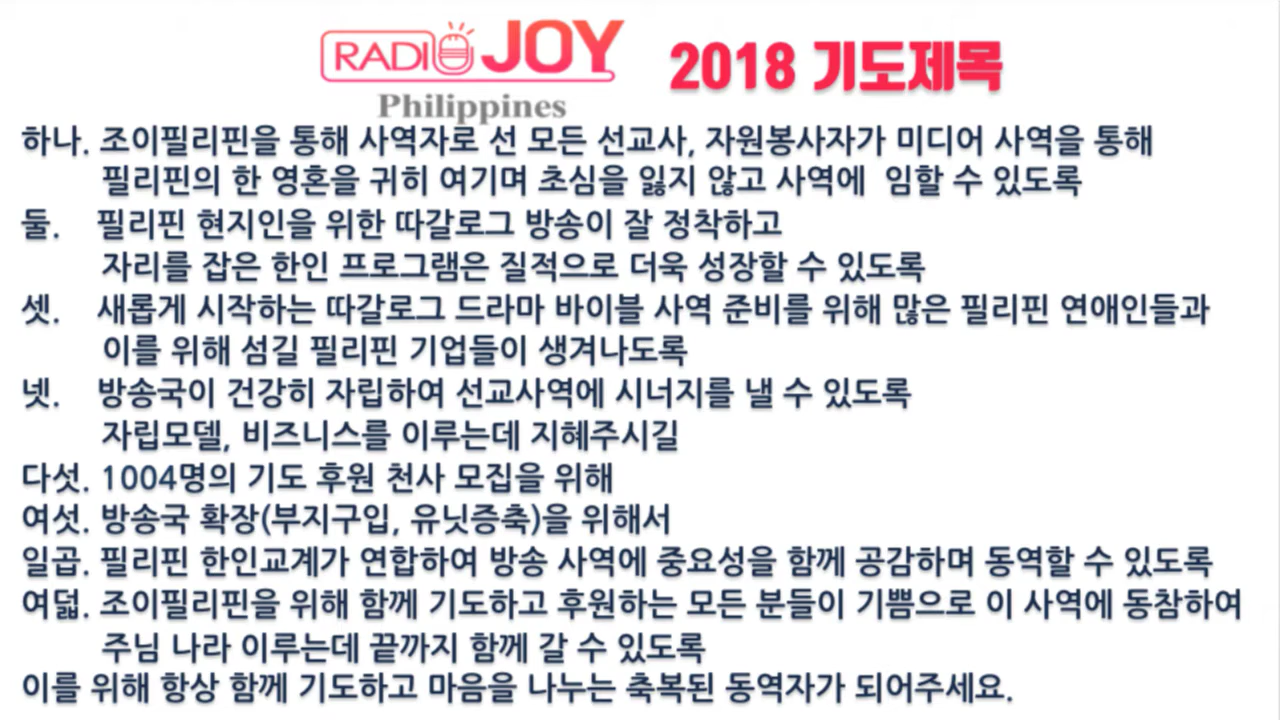 RADIO JOY 2018 기도제목
Philippines
하나. 조이필리핀을 통해 사역자로 선 모든 선교사, 자원봉사자가 미디어 사역을 통해
필리핀의 한 영혼을 귀히 여기며 초심을 잃지 않고 사역에 임할 수 있도록
둘. 필리핀 현지인을 위한 따갈로그 방송이 잘 정착하고
자리를 잡은 한인 프로그램은 질적으로 더욱 성장할 수 있도록
셋. 새롭게 시작하는 따갈로그 드라마 바이블 사역 준비를 위해 많은 필리핀 연애인들과
이를 위해 섬길 필리핀 기업들이 생겨나도록
넷. 방송국이 건강히 자립하여 선교사역에 시너지를 낼 수 있도록
자립모델, 비즈니스를 이루는데 지혜주시길
다섯. 1004명의 기도 후원 천사 모집을 위해
여섯. 방송국 확장(부지구입, 유닛증축)을 위해서
일곱. 필리핀 한인교계가 연합하여 방송 사역에 중요성을 함께 공감하며 동역할 수 있도록
여덟. 조이필리핀을 위해 함께 기도하고 후원하는 모든 분들이 기쁨으로 이 사역에 동참하여
주님 나라 이루는데 끝까지 함께 갈 수 있도록
이를 위해 항상 함께 기도하고 마음을 나누는 축복된 동역자가 되어주세요.